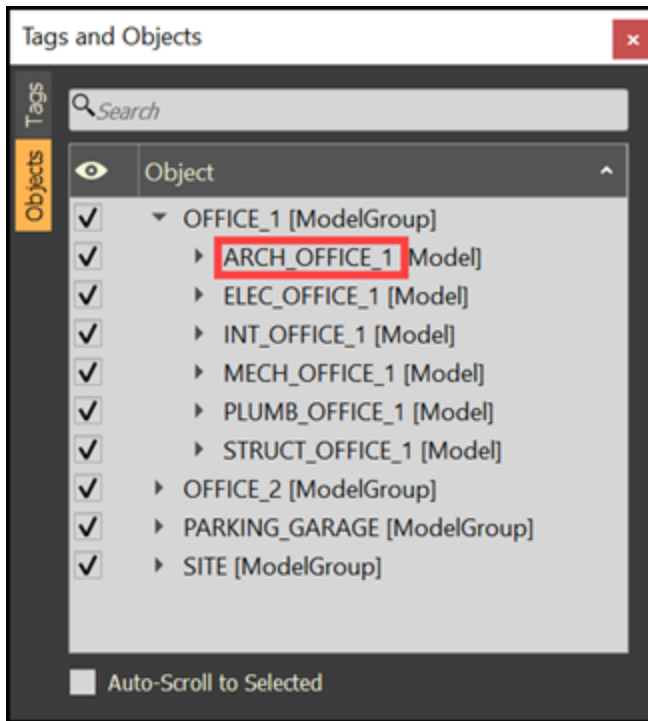 Tags and Objects
Tags
Objects
Search
Object
OFFICE_1 [ModelGroup]
ARCH_OFFICE_1 [Model]
ELEC_OFFICE_1 [Model]
INT_OFFICE_1 [Model]
MECH_OFFICE_1 [Model]
PLUMB_OFFICE_1 [Model]
STRUCT_OFFICE_1 [Model]
OFFICE_2 [ModelGroup]
PARKING_GARAGE [ModelGroup]
SITE [ModelGroup]
Auto-Scroll to Selected